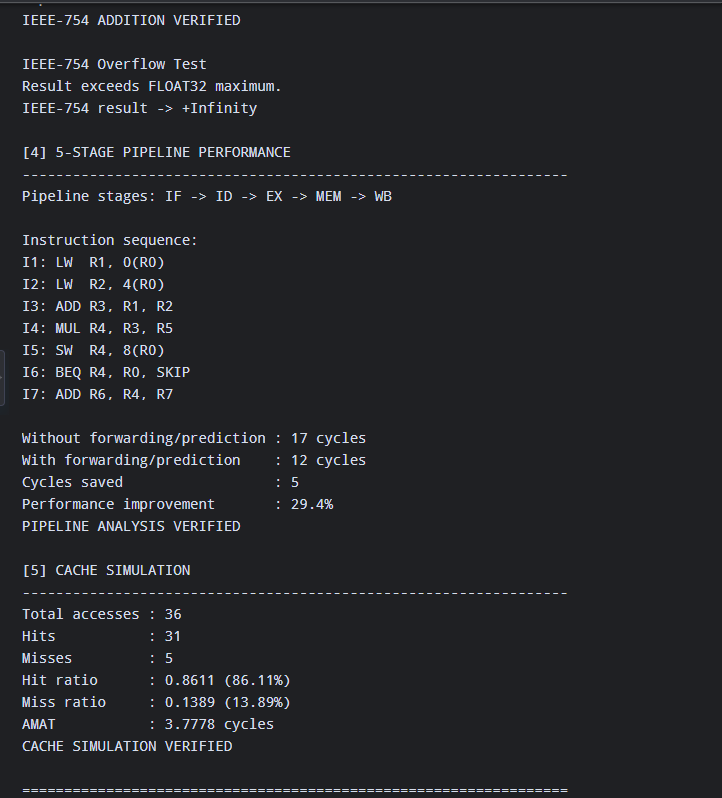 IEEE-754 ADDITION VERIFIED
IEEE-754 Overflow Test
Result exceeds FLOAT32 maximum.
IEEE-754 result -> +Infinity
[4] 5-STAGE PIPELINE PERFORMANCE
-----------------------------------------------------------------
Pipeline stages: IF -> ID -> EX -> MEM -> WB
Instruction sequence:
I1: LW  R1, 0(R0)
I2: LW  R2, 4(R0)
I3: ADD R3, R1, R2
I4: MUL R4, R3, R5
I5: SW  R4, 8(R0)
I6: BEQ R4, R0, SKIP
I7: ADD R6, R4, R7
Without forwarding/prediction : 17 cycles
With forwarding/prediction    : 12 cycles
Cycles saved                  : 5
Performance improvement       : 29.4%
PIPELINE ANALYSIS VERIFIED
[5] CACHE SIMULATION
-----------------------------------------------------------------
Total accesses : 36
Hits           : 31
Misses         : 5
Hit ratio      : 0.8611 (86.11%)
Miss ratio     : 0.1389 (13.89%)
AMAT           : 3.7778 cycles
CACHE SIMULATION VERIFIED
=================================================================